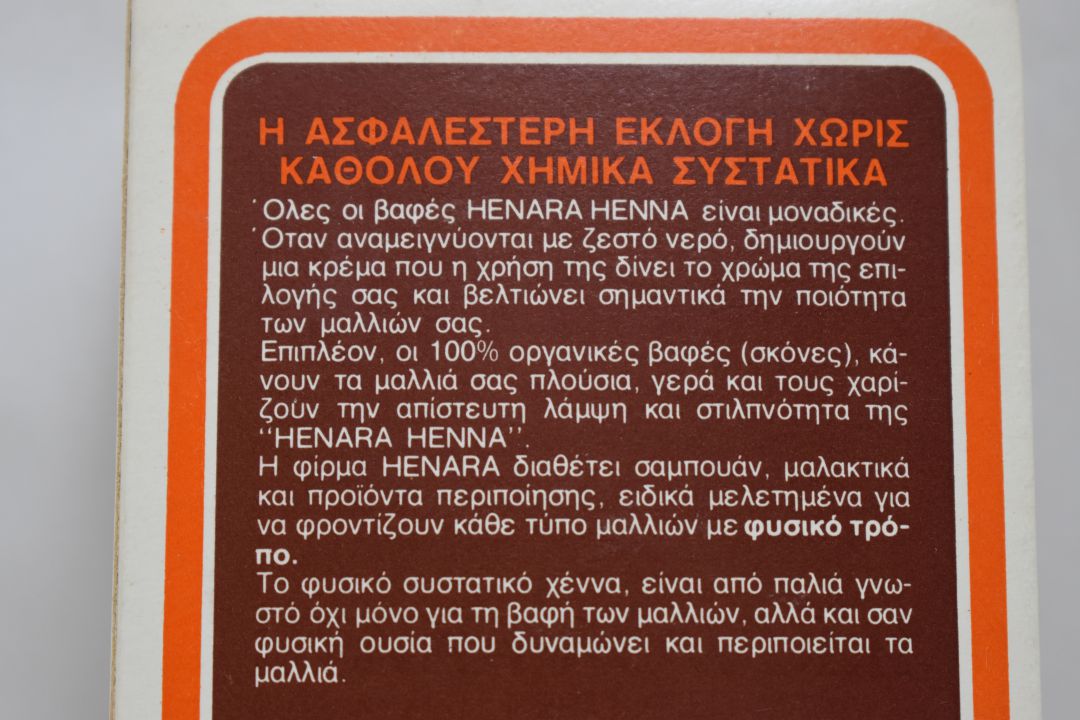 Η ΑΣΦΑΛΕΣΤΕΡΗ ΕΚΛΟΓΗ ΧΩΡΙΣ
ΚΑΘΟΛΟΥ ΧΗΜΙΚΑ ΣΥΣΤΑΤΙΚΑ
Όλες οι βαφές HENARA HENNA είναι μοναδικές.
Όταν αναμειγνύονται με ζεστό νερό, δημιουργούν
μια κρέμα που η χρήση της δίνει το χρώμα της επι-
λογής σας και βελτιώνει σημαντικά την ποιότητα
των μαλλιών σας.
Επιπλέον, οι 100% οργανικές βαφές (σκόνες), κά-
νουν τα μαλλιά σας πλούσια, γερά και τους χαρί-
ζούν την απίστευτη λάμψη και στιλπνότητα της
‘‘HENARA HENNA’’.
Η φίρμα HENARA διαθέτει σαμπουάν, μαλακτικά
και προϊόντα περιποίησης, ειδικά μελετημένα για
να φροντίζουν κάθε τύπο μαλλιών με φυσικό τρό-
πο.
Το φυσικό συστατικό χέννα, είναι από παλιά γνω-
στό όχι μόνο για τη βαφή των μαλλιών, αλλά και σαν
φυσική ουσία που δυναμώνει και περιποιείται τα
μαλλιά.